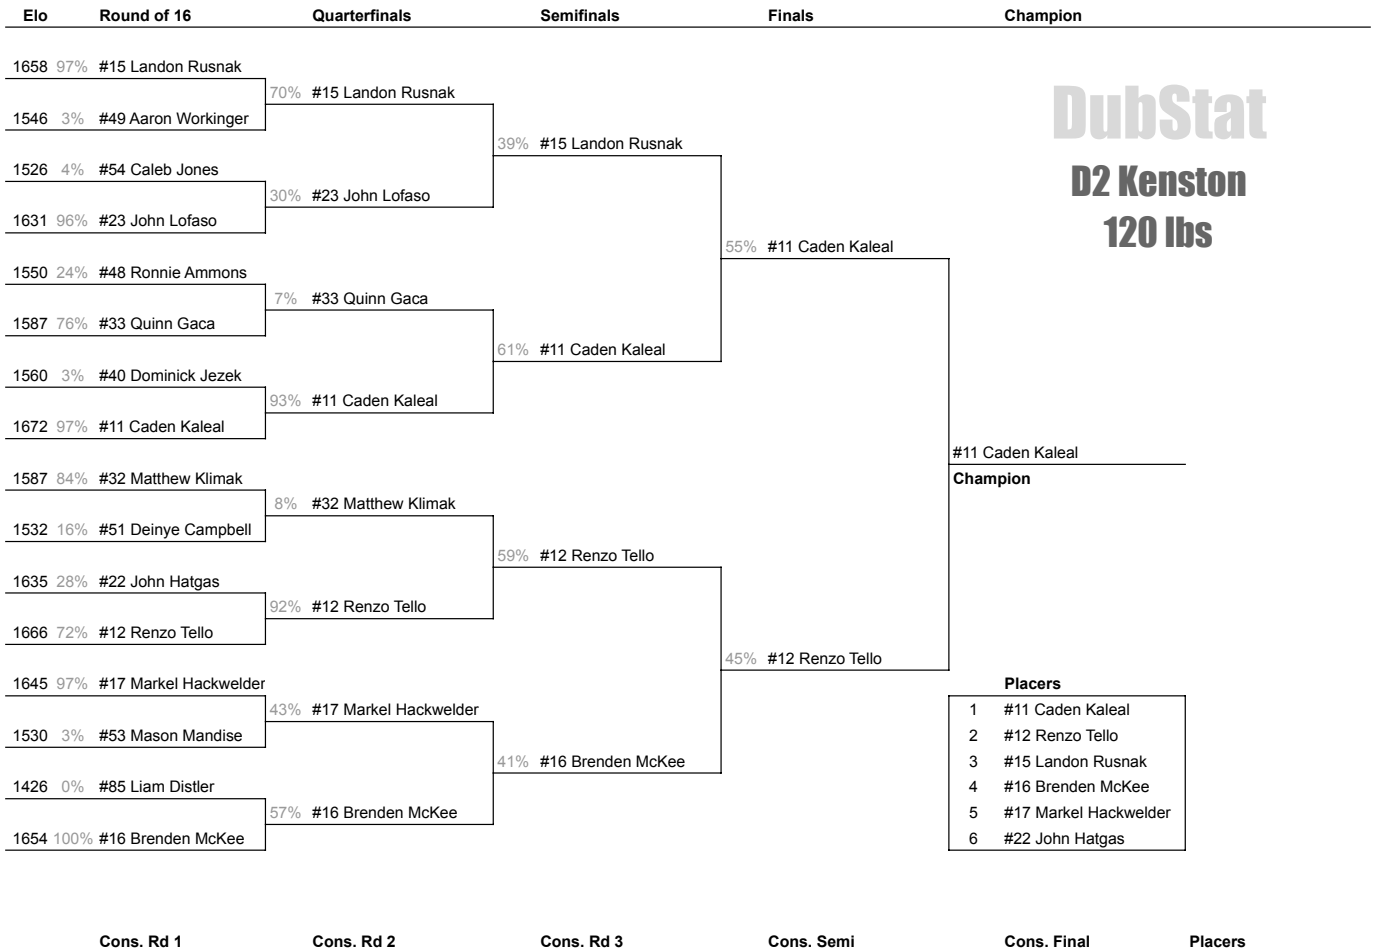 Elo Round of 16 Quarterfinals Semifinals Finals Champion
1658 97% #15 Landon Rusnak
70% #15 Landon Rusnak
1546 3% #49 Aaron Workinger
39% #15 Landon Rusnak
1526 4% #54 Caleb Jones
30% #23 John Lofaso
1631 96% #23 John Lofaso
55% #11 Caden Kaleal
1550 24% #48 Ronnie Ammons
7% #33 Quinn Gaca
1587 76% #33 Quinn Gaca
61% #11 Caden Kaleal
1560 3% #40 Dominick Jezek
93% #11 Caden Kaleal
1672 97% #11 Caden Kaleal
DubStat
D2 Kenston
120 lbs
#11 Caden Kaleal
Champion
1587 84% #32 Matthew Klimak
8% #32 Matthew Klimak
1532 16% #51 Deinye Campbell
59% #12 Renzo Tello
1635 28% #22 John Hatgas
92% #12 Renzo Tello
1666 72% #12 Renzo Tello
45% #12 Renzo Tello
1645 97% #17 Markel Hackwelder
43% #17 Markel Hackwelder
1530 3% #53 Mason Mandise
41% #16 Brenden McKee
1426 0% #85 Liam Distler
57% #16 Brenden McKee
1654 100% #16 Brenden McKee
Placers
1 #11 Caden Kaleal
2 #12 Renzo Tello
3 #15 Landon Rusnak
4 #16 Brenden McKee
5 #17 Markel Hackwelder
6 #22 John Hatgas
Cons. Rd 1 Cons. Rd 2 Cons. Rd 3 Cons. Semi Cons. Final Placers